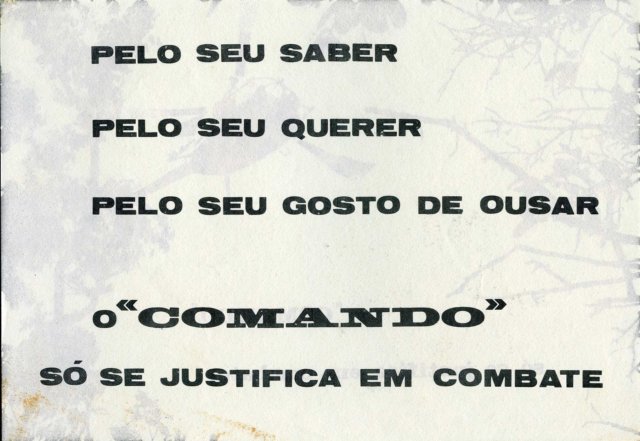 PELO SEU SABER
PELO SEU QUERER
PELO SEU GOSTO DE OUSAR
O «COMANDO»
SÓ SE JUSTIFICA EM COMBATE